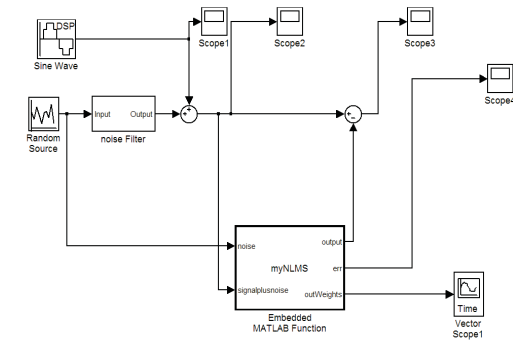 DSP
Sine Wave
Scope1
Scope2
Scope3
Scope4
Random
Source
Input
Output
noise Filter
noise
signalplusnoise
myNLMS
output
err
outWeights
Embedded
MATLAB Function
Time
Vector
Scope1